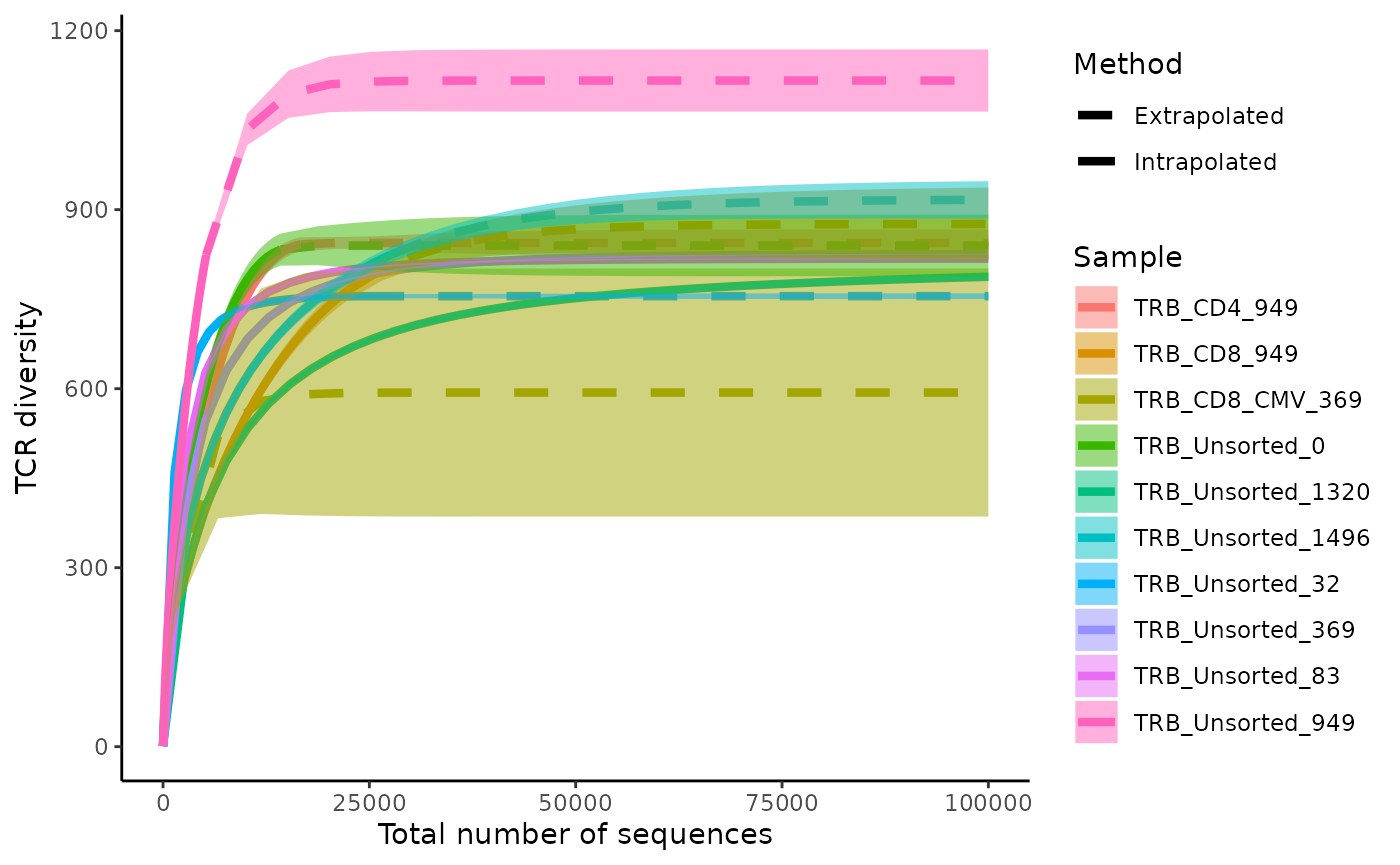 1200
900
600
300
0
TCR diversity
0 25000 50000 75000 100000
Total number of sequences
Method
Extrapolated
Intrapolated
Sample
TRB_CD4_949
TRB_CD8_949
TRB_CD8_CMV_369
TRB_Unsorted_0
TRB_Unsorted_1320
TRB_Unsorted_1496
TRB_Unsorted_32
TRB_Unsorted_369
TRB_Unsorted_83
TRB_Unsorted_949